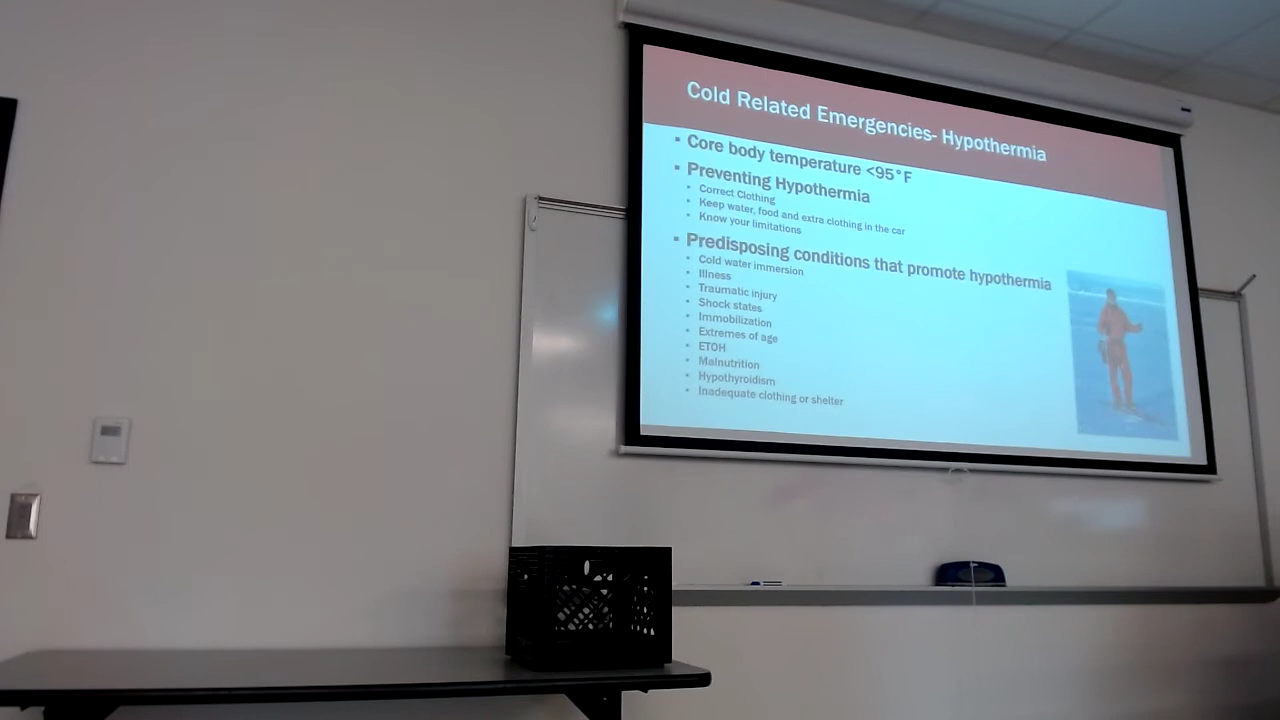 Cold Related Emergencies- Hypothermia
▪ Core body temperature <95°F
▪ Preventing Hypothermia
• Correct Clothing
• Keep water, food and extra clothing in the car
• Know your limitations
▪ Predisposing conditions that promote hypothermia
• Cold water immersion
• Illness
• Traumatic injury
• Shock states
• Immobilization
• Extremes of age
• ETOH
• Malnutrition
• Hypothyroidism
• Inadequate clothing or shelter